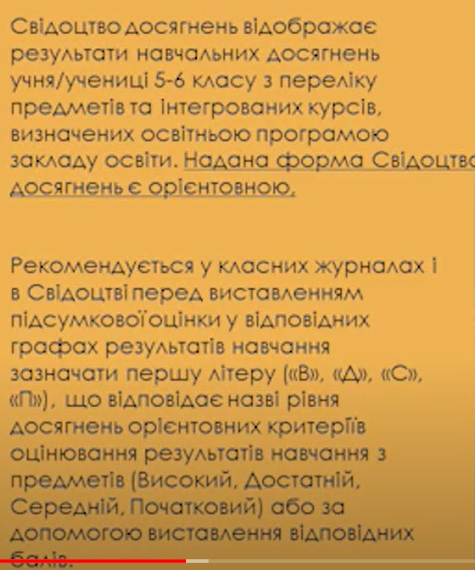 Свідоцтво досягнень відображає
результати навчальних досягнень
учня/учениці 5-6 класу з переліку
предметів та інтегрованих курсів,
визначених освітньою програмою
закладу освіти. Надана форма Свідоцтво
досягнень є орієнтовною.
Рекомендується у класних журналах і
в Свідоцтві перед виставленням
підсумкової оцінки у відповідних
графах результатів навчання
зазначати першу літеру («В», «Д», «С»,
«П»), що відповідає назві рівня
досягнень орієнтовних критеріїв
оцінювання результатів навчання з
предметів (Високий, Достатній,
Середній, Початковий) або за
допомогою виставлення відповідних
балів.